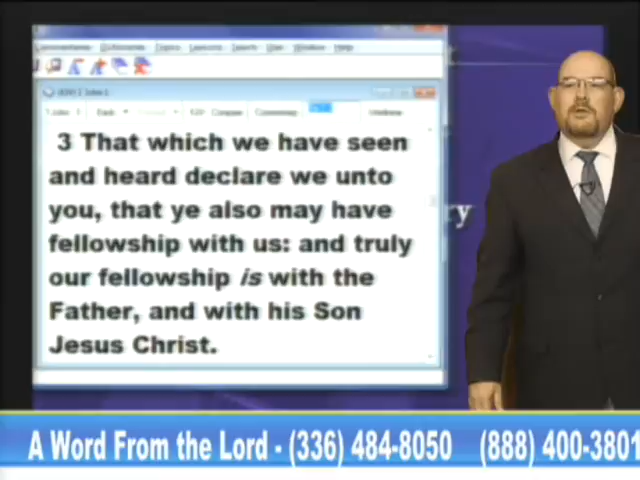 Help
3 That which we have seen
and heard declare we unto
you, that ye also may have
fellowship with us: and truly
our fellowship is with the
Father, and with his Son
Jesus Christ.
ry
A Word From the Lord - (336) 484-8050 (888) 400-3801